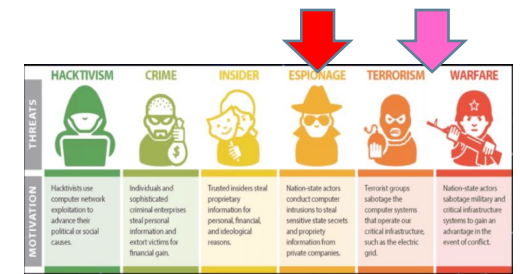 HACKTIVISM
CRIME
INSIDER
ESPIONAGE
TERRORISM
WARFARE
THREATS
MOTIVATION
Hacktivists use
computer network
exploitation to
advance their
political or social
causes.
Individuals and
sophisticated
criminal enterprises
steal personal
information and
extort victims for
financial gain.
Trusted insiders steal
proprietary
information for
personal, financial,
and ideological
reasons.
Nation-state actors
conduct computer
intrusions to steal
sensitive state secrets
and propriety
information from
private companies.
Terrorist groups
sabotage the
computer systems
that operate our
critical infrastructure,
such as the electric
grid.
Nation-state actors
sabotage military and
critical infrastructure
systems to gain an
advantage in the
event of conflict.